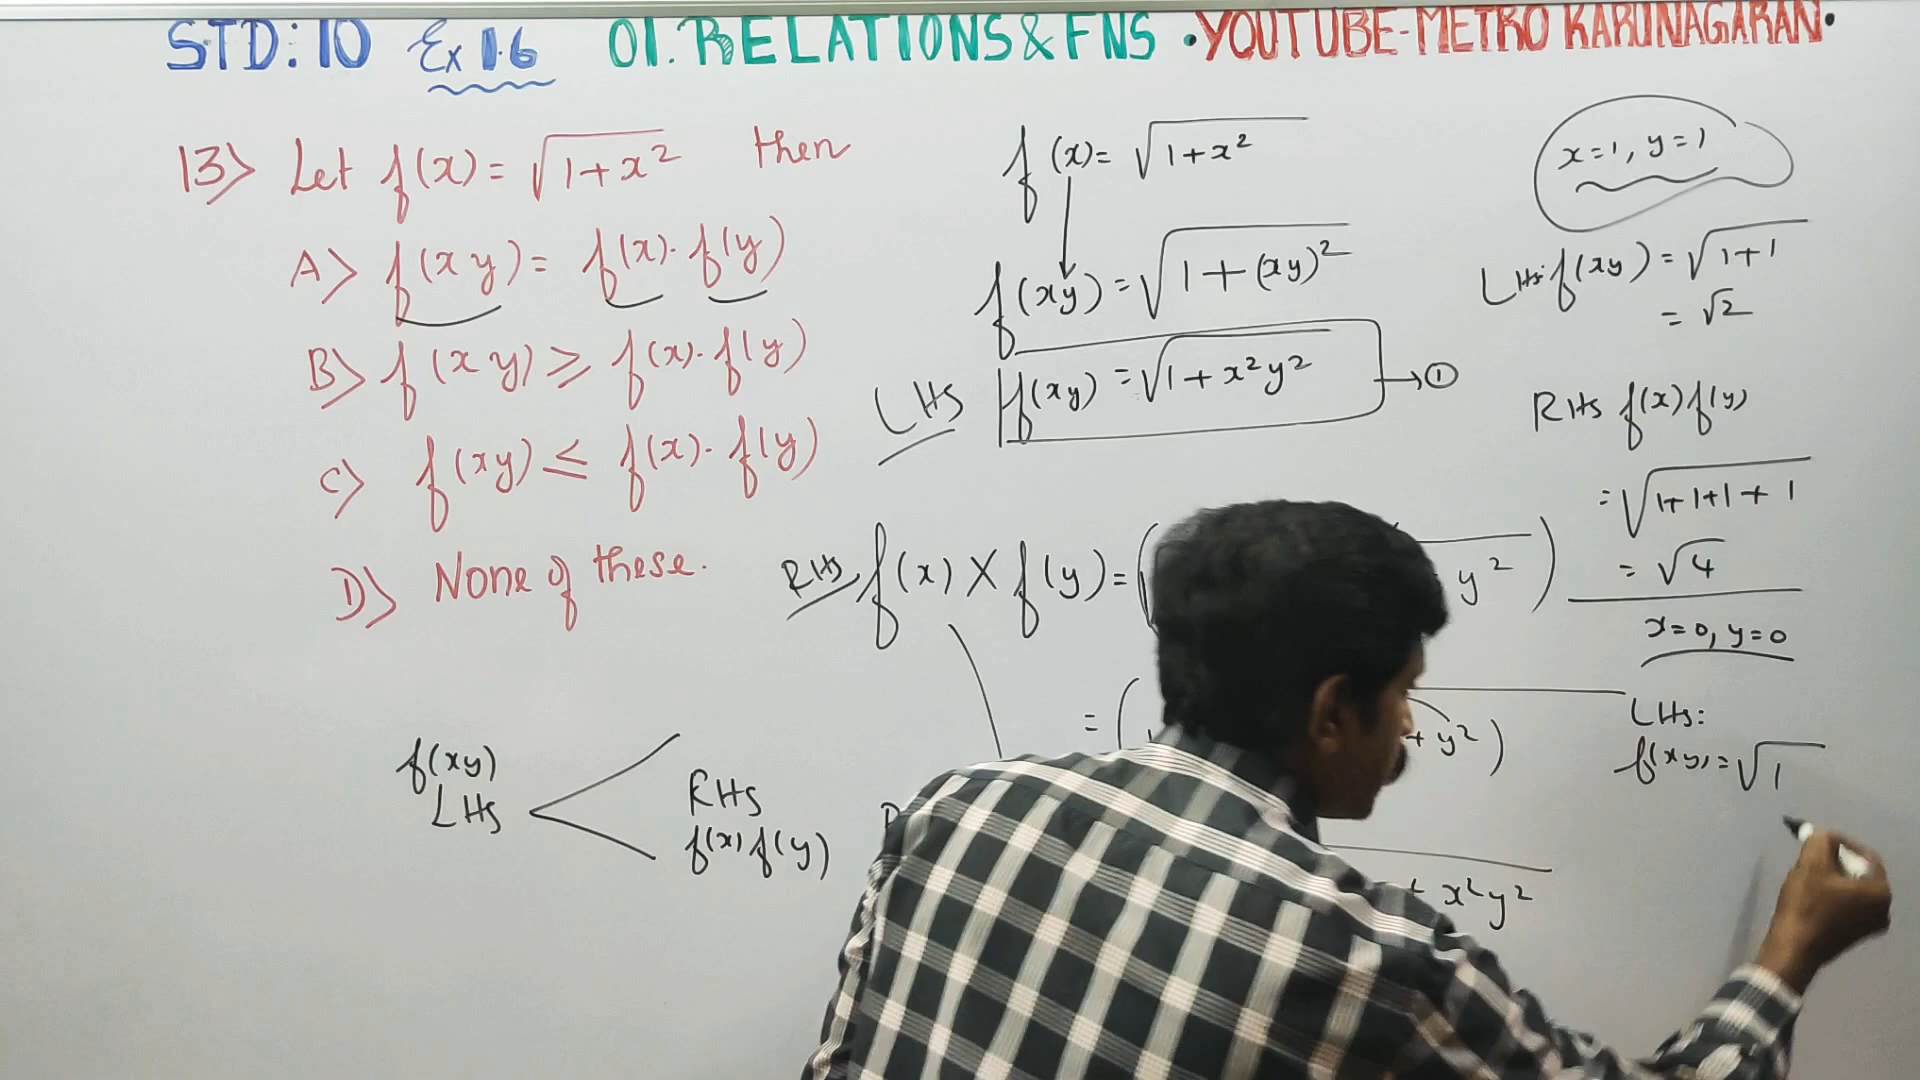 STD:10 Ex 1.6 01.RELATIONS & FNS •YOUTUBE-METRO KARUNAGARAN•
13> Let f(x) = √1+x² then
A> f(xy) = f(x)·f(y)
B> f(xy) ≥ f(x)·f(y)
C> f(xy) ≤ f(x)·f(y)
D> None of these.
f(xy)
LHS
RHS
f(x) f(y)
f(x) = √1+x²
f(xy) = √1+(xy)²
LHS f(xy) = √1+x²y² →①
RHS f(x) X f(y) = ( y² )
= ( + y² )
+ x²y²
x=1, y=1
LHS: f(xy) = √1+1
= √2
RHS f(x) f(y)
= √1+1+1+1
= √4
x=0, y=0
LHS:
f(xy) = √1